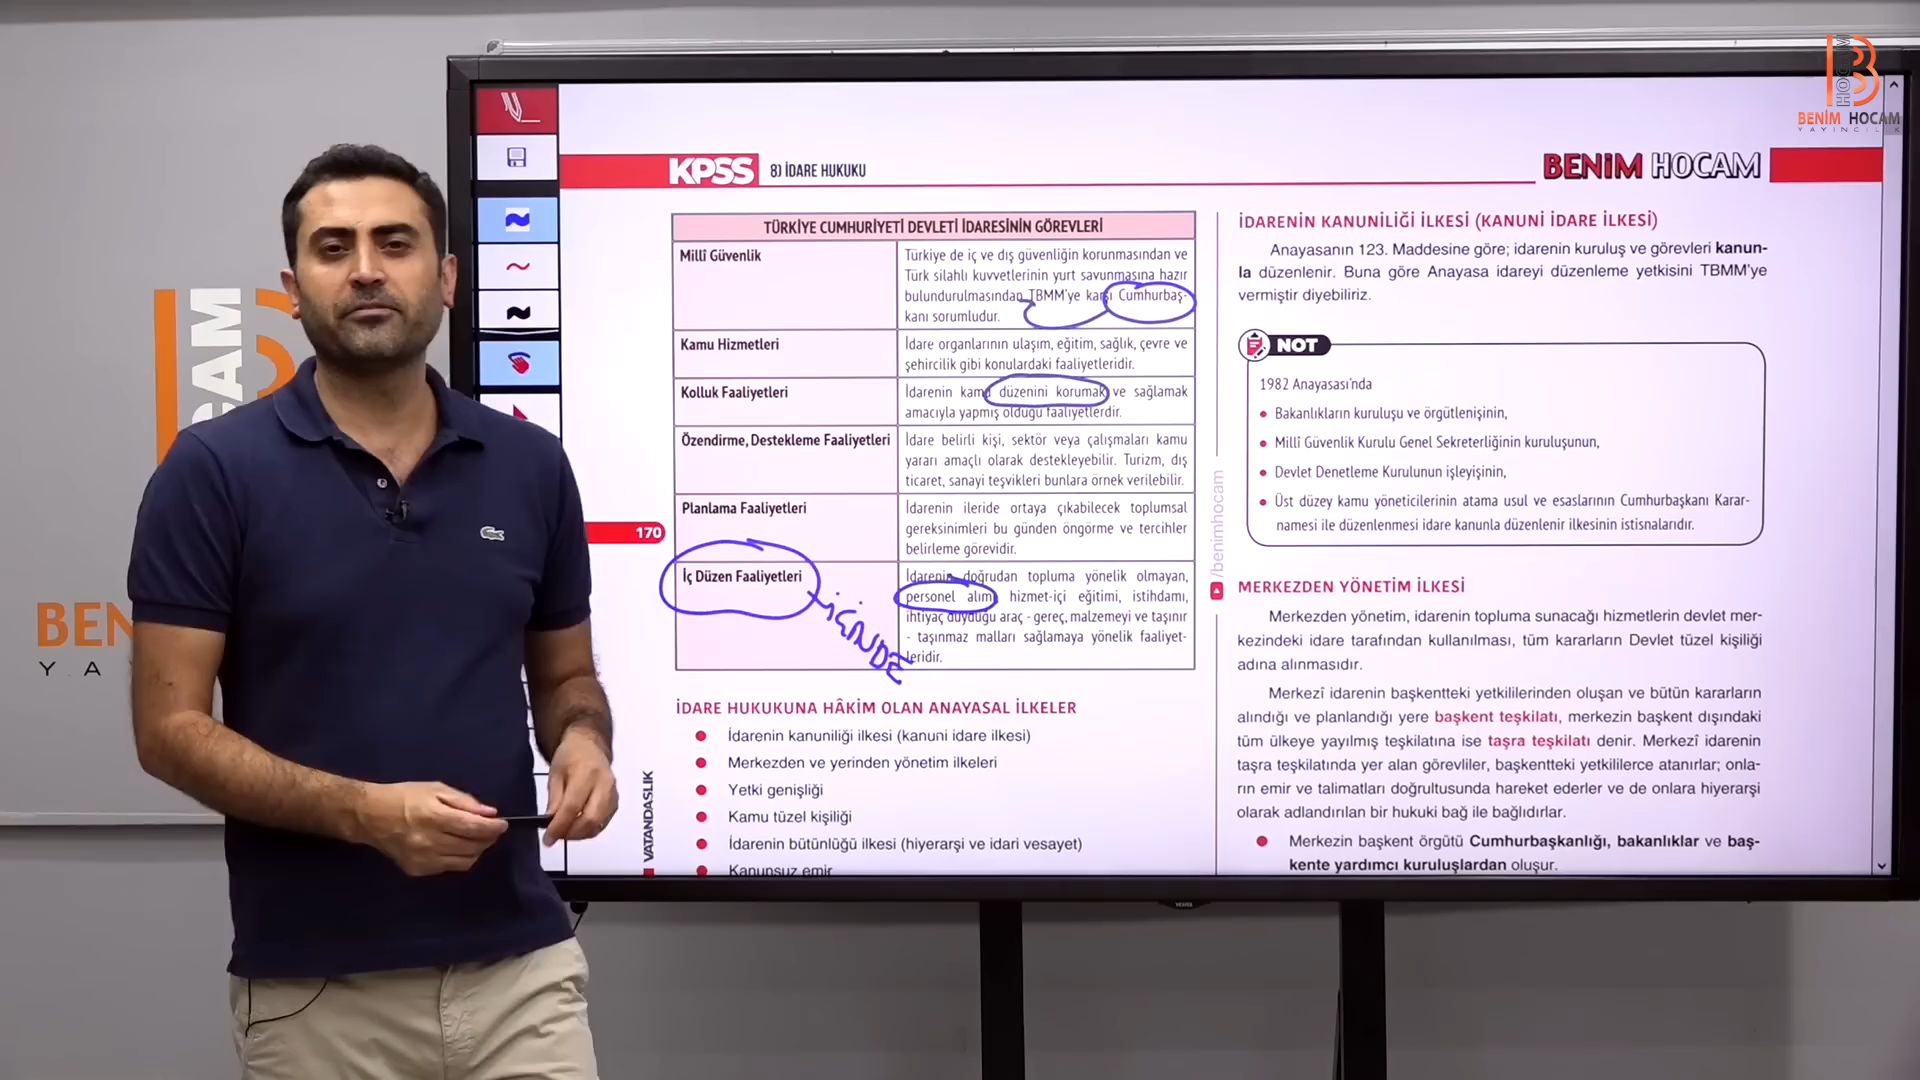 BENİM HOCAM
YAYINCILIK
KPSS
8) İDARE HUKUKU
BENİM HOCAM
TÜRKİYE CUMHURİYETİ DEVLETİ İDARESİNİN GÖREVLERİ
Millî Güvenlik
Türkiye de iç ve dış güvenliğin korunmasından ve
Türk silahlı kuvvetlerinin yurt savunmasına hazır
bulundurulmasından TBMM'ye karşı Cumhurbaş-
kanı sorumludur.
Kamu Hizmetleri
İdare organlarının ulaşım, eğitim, sağlık, çevre ve
şehircilik gibi konulardaki faaliyetleridir.
Kolluk Faaliyetleri
İdarenin kamu düzenini korumak ve sağlamak
amacıyla yapmış olduğu faaliyetlerdir.
Özendirme, Destekleme Faaliyetleri
İdare belirli kişi, sektör veya çalışmaları kamu
yararı amaçlı olarak destekleyebilir. Turizm, dış
ticaret, sanayi teşvikleri bunlara örnek verilebilir.
Planlama Faaliyetleri
İdarenin ileride ortaya çıkabilecek toplumsal
gereksinimleri bu günden öngörme ve tercihler
belirleme görevidir.
İç Düzen Faaliyetleri
İdarenin doğrudan topluma yönelik olmayan,
personel alımı hizmet-içi eğitimi, istihdamı,
ihtiyaç duyduğu araç - gereç, malzemeyi ve taşınır
- taşınmaz malları sağlamaya yönelik faaliyet-
leridir.
İÇİNDE
170
İDARE HUKUKUNA HÂKİM OLAN ANAYASAL İLKELER
İdarenin kanuniliği ilkesi (kanuni idare ilkesi)
Merkezden ve yerinden yönetim ilkeleri
Yetki genişliği
Kamu tüzel kişiliği
İdarenin bütünlüğü ilkesi (hiyerarşi ve idari vesayet)
Kanunsuz emir
VATANDASLIK
/benimhocam
İDARENİN KANUNİLİĞİ İLKESİ (KANUNİ İDARE İLKESİ)
Anayasanın 123. Maddesine göre; idarenin kuruluş ve görevleri kanun-
la düzenlenir. Buna göre Anayasa idareyi düzenleme yetkisini TBMM'ye
vermiştir diyebiliriz.
NOT
1982 Anayasası'nda
Bakanlıkların kuruluşu ve örgütlenişinin,
Millî Güvenlik Kurulu Genel Sekreterliğinin kuruluşunun,
Devlet Denetleme Kurulunun işleyişinin,
Üst düzey kamu yöneticilerinin atama usul ve esaslarının Cumhurbaşkanı Karar-
namesi ile düzenlenmesi idare kanunla düzenlenir ilkesinin istisnalarıdır.
MERKEZDEN YÖNETİM İLKESİ
Merkezden yönetim, idarenin topluma sunacağı hizmetlerin devlet mer-
kezindeki idare tarafından kullanılması, tüm kararların Devlet tüzel kişiliği
adına alınmasıdır.
Merkezî idarenin başkentteki yetkililerinden oluşan ve bütün kararların
alındığı ve planlandığı yere başkent teşkilatı, merkezin başkent dışındaki
tüm ülkeye yayılmış teşkilatına ise taşra teşkilatı denir. Merkezî idarenin
taşra teşkilatında yer alan görevliler, başkentteki yetkililerce atanırlar; onla-
rın emir ve talimatları doğrultusunda hareket ederler ve de onlara hiyerarşi
olarak adlandırılan bir hukuki bağ ile bağlıdırlar.
Merkezin başkent örgütü Cumhurbaşkanlığı, bakanlıklar ve baş-
kente yardımcı kuruluşlardan oluşur.